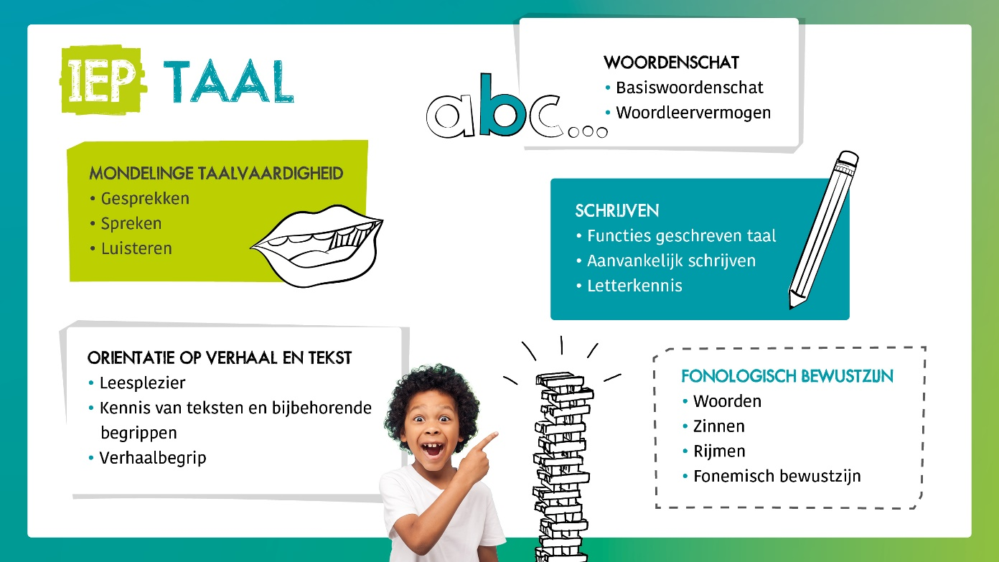 IEP TAAL
abc...
WOORDENSCHAT
• Basiswoordenschat
• Woordleervermogen
MONDELINGE TAALVAARDIGHEID
• Gesprekken
• Spreken
• Luisteren
SCHRIJVEN
• Functies geschreven taal
• Aanvankelijk schrijven
• Letterkennis
ORIENTATIE OP VERHAAL EN TEKST
• Leesplezier
• Kennis van teksten en bijbehorende
begrippen
• Verhaalbegrip
FONOLOGISCH BEWUSTZIJN
• Woorden
• Zinnen
• Rijmen
• Fonemisch bewustzijn